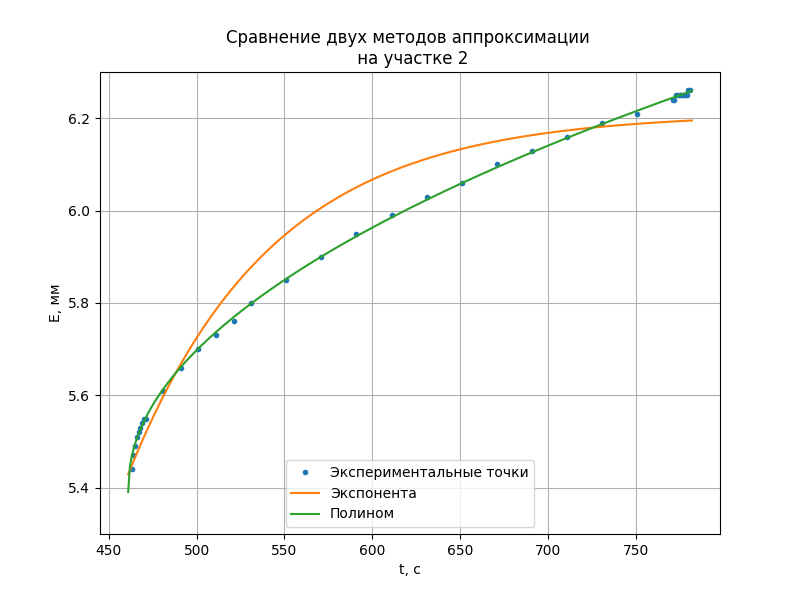 Сравнение двух методов аппроксимации
на участке 2
E, мм
6.2
6.0
5.8
5.6
5.4
Экспериментальные точки
Экспонента
Полином
450 500 550 600 650 700 750
t, с